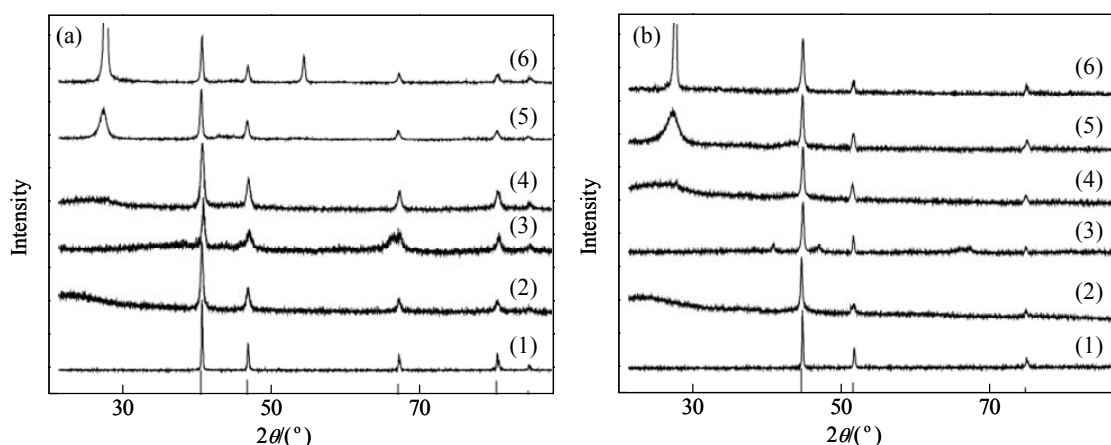 (a)
(6)
(5)
(4)
(3)
(2)
(1)
Intensity
30 50 70
2θ/(°)
(b)
(6)
(5)
(4)
(3)
(2)
(1)
Intensity
30 50 70
2θ/(°)